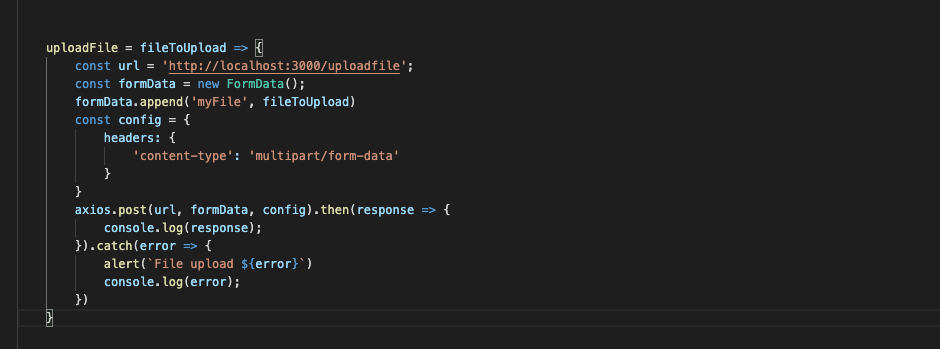 uploadFile = fileToUpload => {
const url = 'http://localhost:3000/uploadfile';
const formData = new FormData();
formData.append('myFile', fileToUpload)
const config = {
headers: {
'content-type': 'multipart/form-data'
}
}
axios.post(url, formData, config).then(response => {
console.log(response);
}).catch(error => {
alert(`File upload ${error}`)
console.log(error);
})
}